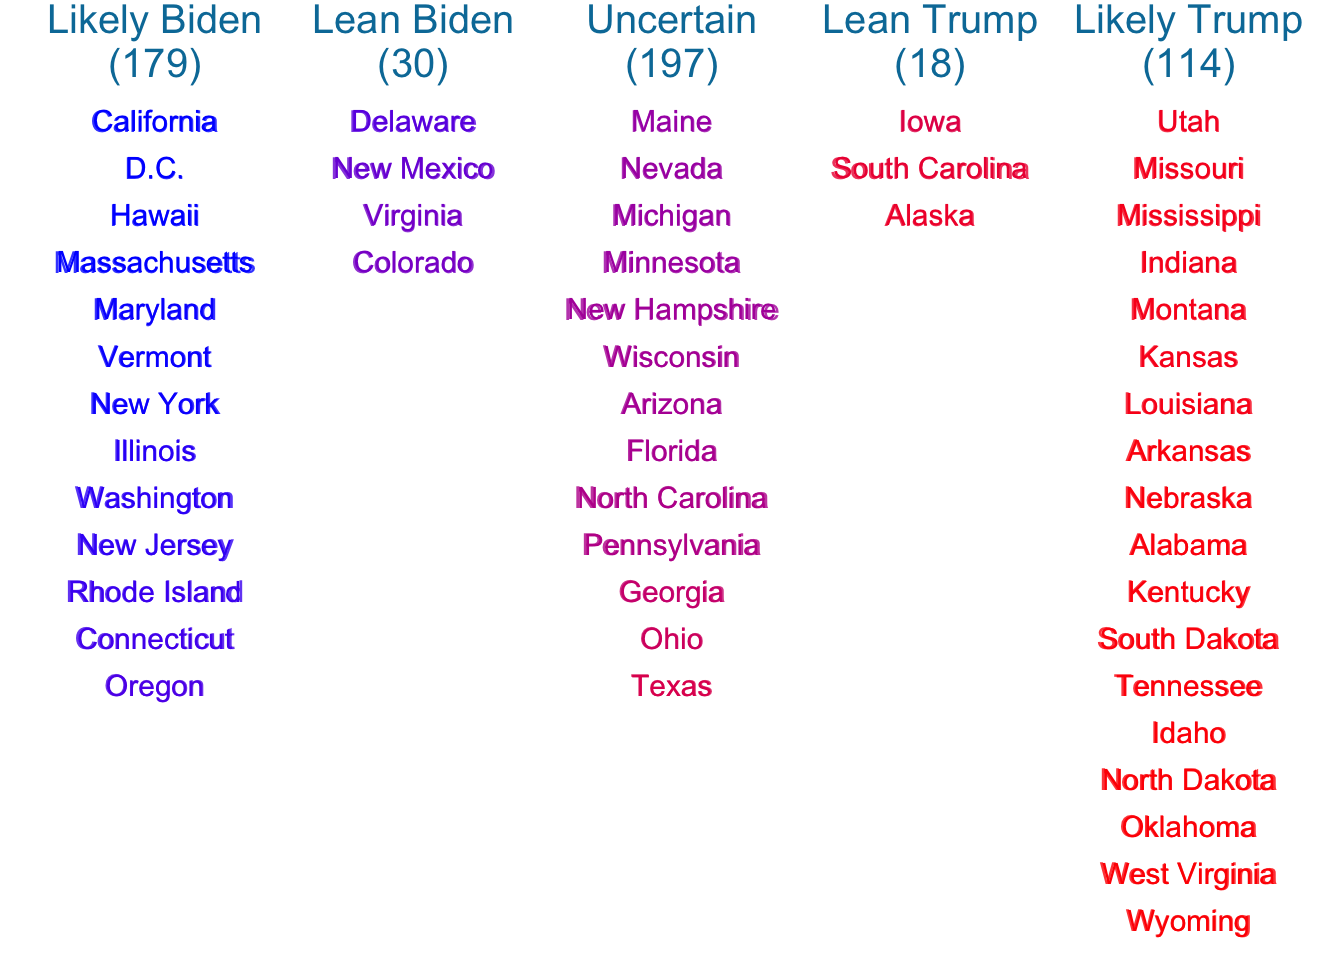 Likely Biden
(179)
California
D.C.
Hawaii
Massachusetts
Maryland
Vermont
New York
Illinois
Washington
New Jersey
Rhode Island
Connecticut
Oregon
Lean Biden
(30)
Delaware
New Mexico
Virginia
Colorado
Uncertain
(197)
Maine
Nevada
Michigan
Minnesota
New Hampshire
Wisconsin
Arizona
Florida
North Carolina
Pennsylvania
Georgia
Ohio
Texas
Lean Trump
(18)
Iowa
South Carolina
Alaska
Likely Trump
(114)
Utah
Missouri
Mississippi
Indiana
Montana
Kansas
Louisiana
Arkansas
Nebraska
Alabama
Kentucky
South Dakota
Tennessee
Idaho
North Dakota
Oklahoma
West Virginia
Wyoming